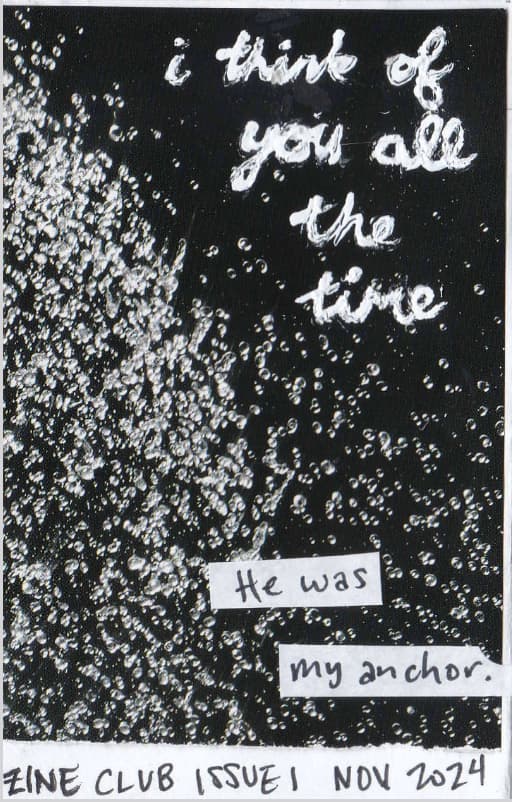 i think of
you all
the
time
He was
my anchor.
ZINE CLUB ISSUE 1 NOV 2024